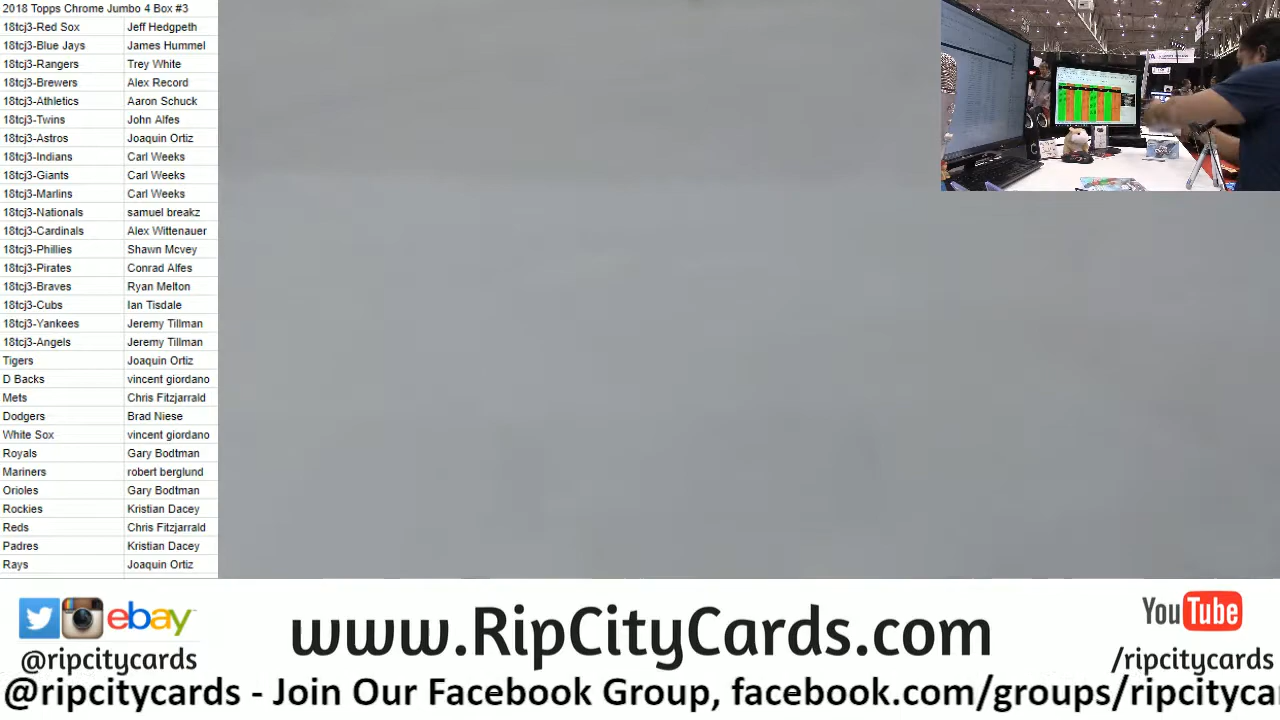 2018 Topps Chrome Jumbo 4 Box #3
18tcj3-Red Sox Jeff Hedgpeth
18tcj3-Blue Jays James Hummel
18tcj3-Rangers Trey White
18tcj3-Brewers Alex Record
18tcj3-Athletics Aaron Schuck
18tcj3-Twins John Alfes
18tcj3-Astros Joaquin Ortiz
18tcj3-Indians Carl Weeks
18tcj3-Giants Carl Weeks
18tcj3-Marlins Carl Weeks
18tcj3-Nationals samuel breakz
18tcj3-Cardinals Alex Wittenauer
18tcj3-Phillies Shawn Mcvey
18tcj3-Pirates Conrad Alfes
18tcj3-Braves Ryan Melton
18tcj3-Cubs Ian Tisdale
18tcj3-Yankees Jeremy Tillman
18tcj3-Angels Jeremy Tillman
Tigers Joaquin Ortiz
D Backs vincent giordano
Mets Chris Fitzjarrald
Dodgers Brad Niese
White Sox vincent giordano
Royals Gary Bodtman
Mariners robert berglund
Orioles Gary Bodtman
Rockies Kristian Dacey
Reds Chris Fitzjarrald
Padres Kristian Dacey
Rays Joaquin Ortiz
ebay
@ripcitycards
www.RipCityCards.com
YouTube
/ripcitycards
@ripcitycards - Join Our Facebook Group, facebook.com/groups/ripcityca